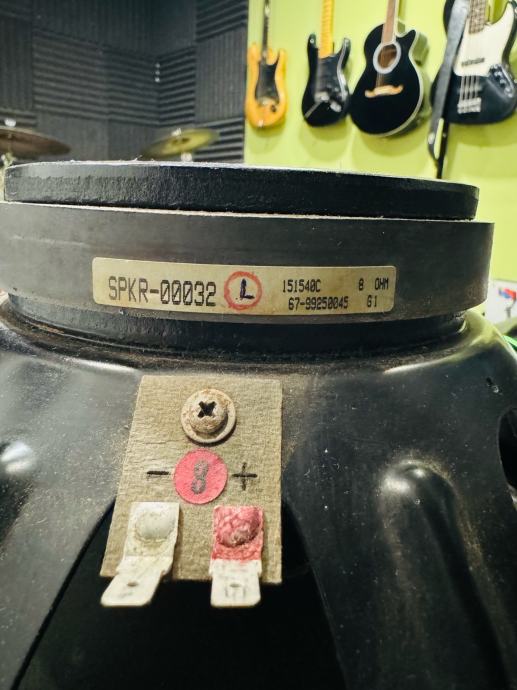 SPKR-00032 L 151540C 8 OHM
67-99250045 G1
- 8 +